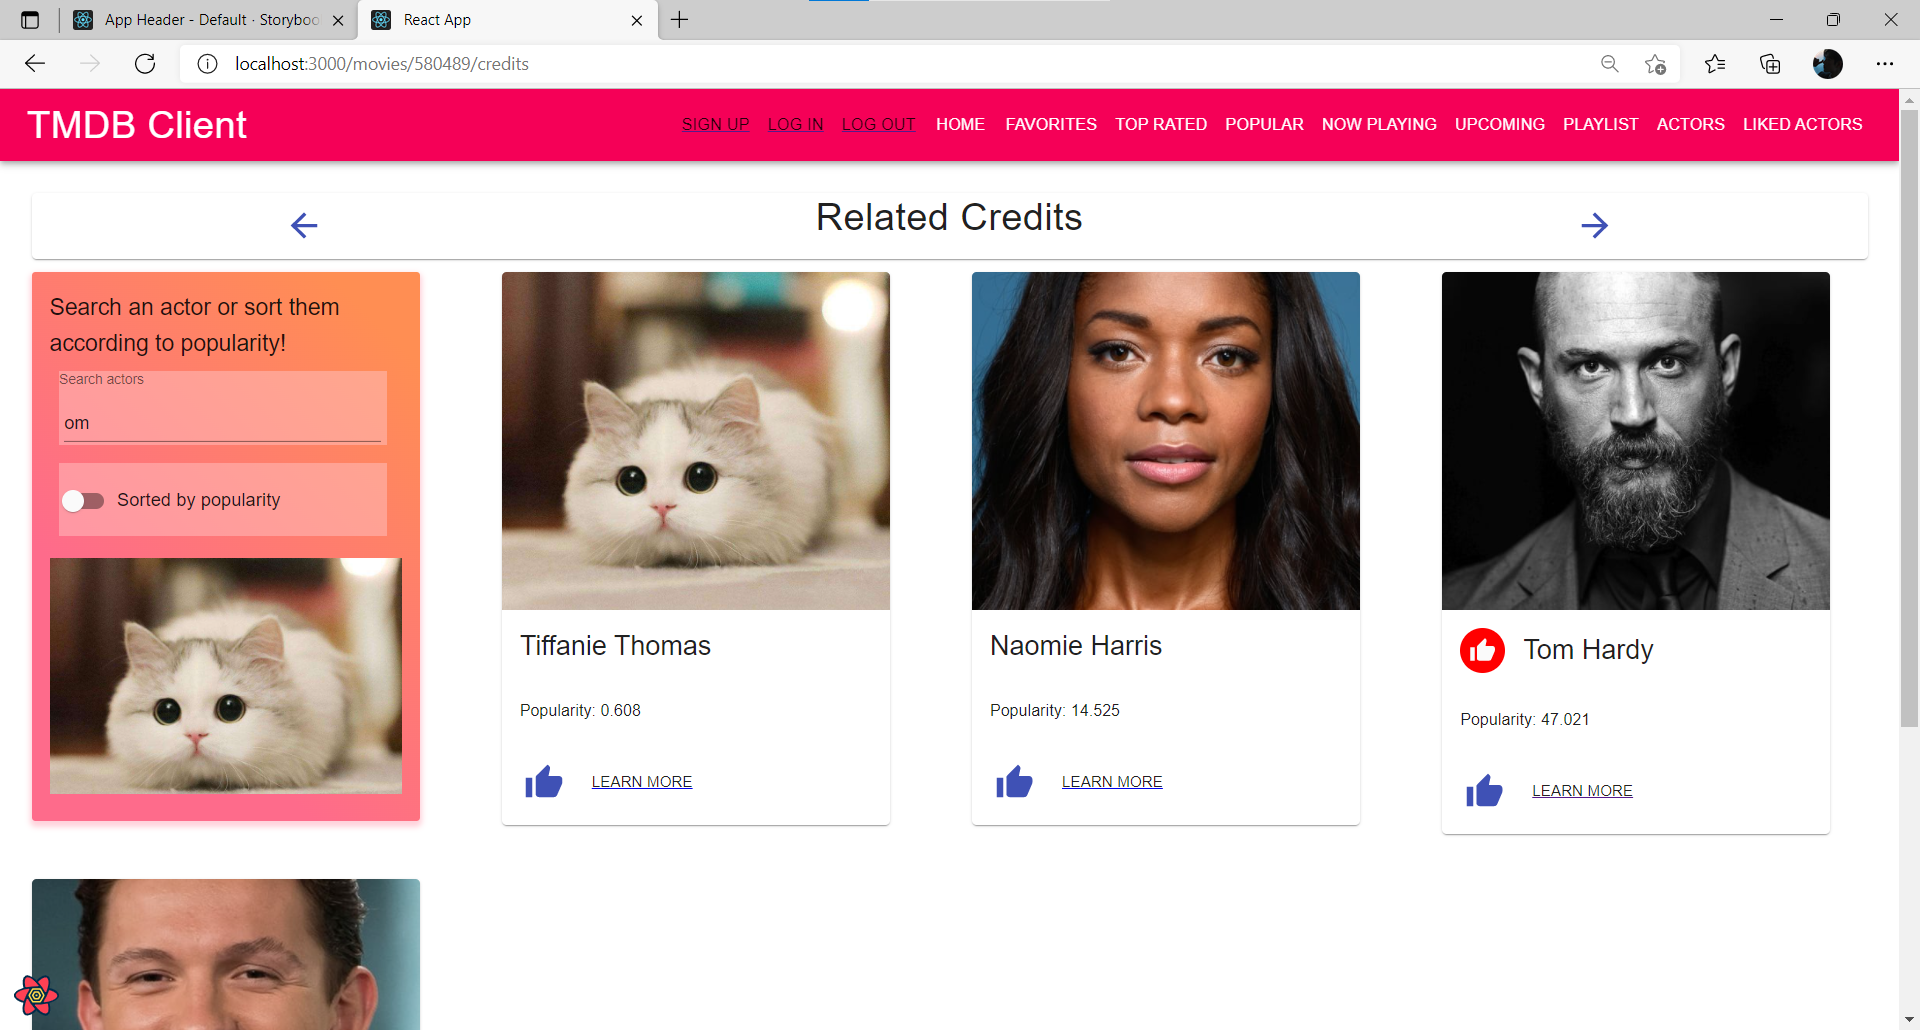 App Header - Default · Storyboo
React App
localhost:3000/movies/580489/credits
TMDB Client
SIGN UP LOG IN LOG OUT HOME FAVORITES TOP RATED POPULAR NOW PLAYING UPCOMING PLAYLIST ACTORS LIKED ACTORS
Related Credits
Search an actor or sort them
according to popularity!
Search actors
om
Sorted by popularity
Tiffanie Thomas
Popularity: 0.608
LEARN MORE
Naomie Harris
Popularity: 14.525
LEARN MORE
Tom Hardy
Popularity: 47.021
LEARN MORE